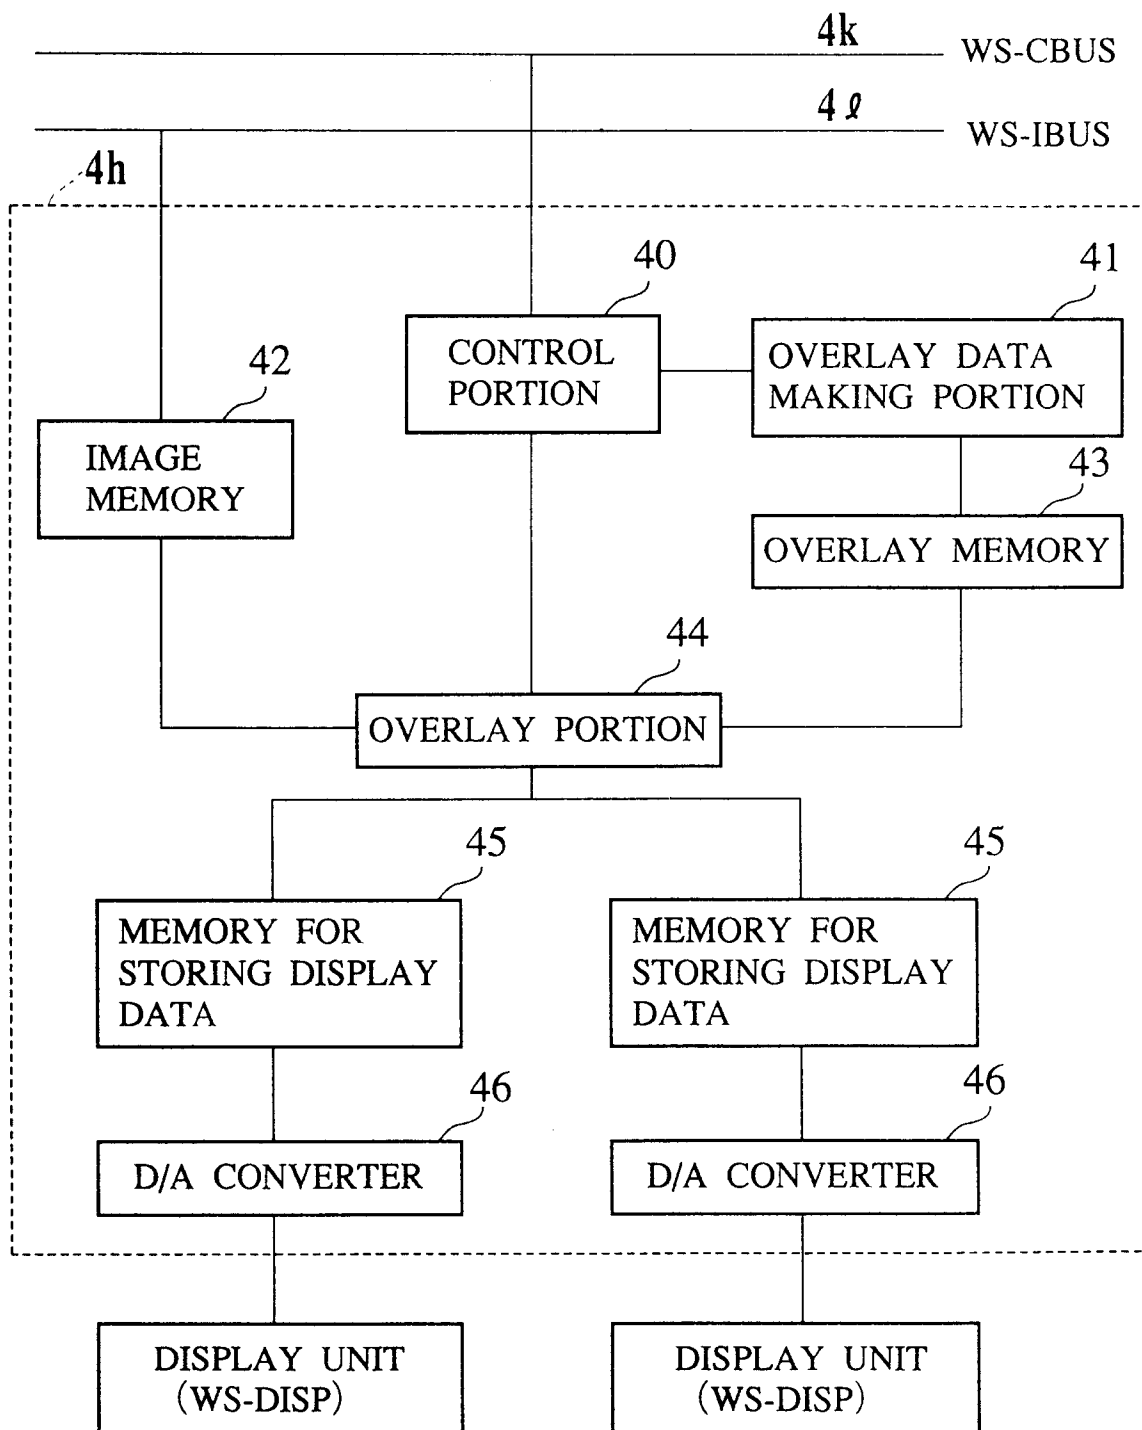 4k
WS-CBUS
4ℓ
WS-IBUS
4h
40
41
CONTROL
PORTION
OVERLAY DATA
MAKING PORTION
42
IMAGE
MEMORY
43
OVERLAY MEMORY
44
OVERLAY PORTION
45
MEMORY FOR
STORING DISPLAY
DATA
45
MEMORY FOR
STORING DISPLAY
DATA
46
D/A CONVERTER
46
D/A CONVERTER
DISPLAY UNIT
(WS-DISP)
DISPLAY UNIT
(WS-DISP)